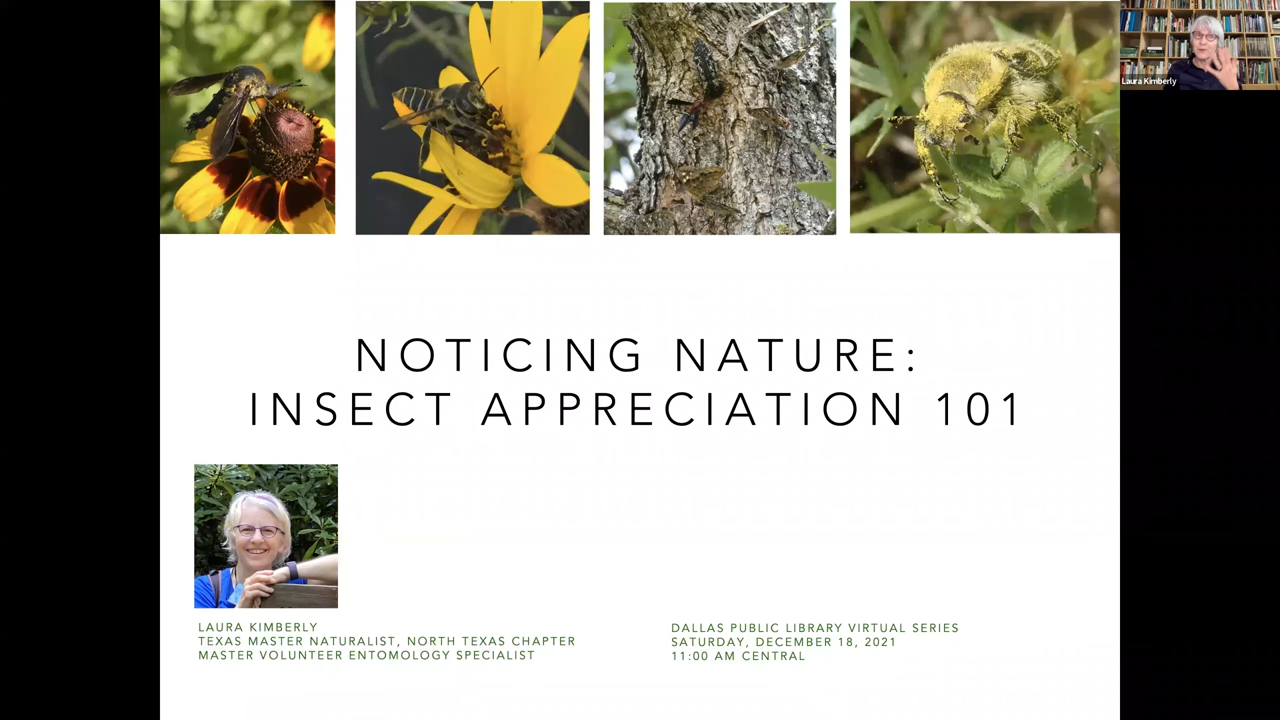 Laura Kimberly
NOTICING NATURE:
INSECT APPRECIATION 101
LAURA KIMBERLY
TEXAS MASTER NATURALIST, NORTH TEXAS CHAPTER
MASTER VOLUNTEER ENTOMOLOGY SPECIALIST
DALLAS PUBLIC LIBRARY VIRTUAL SERIES
SATURDAY, DECEMBER 18, 2021
11:00 AM CENTRAL